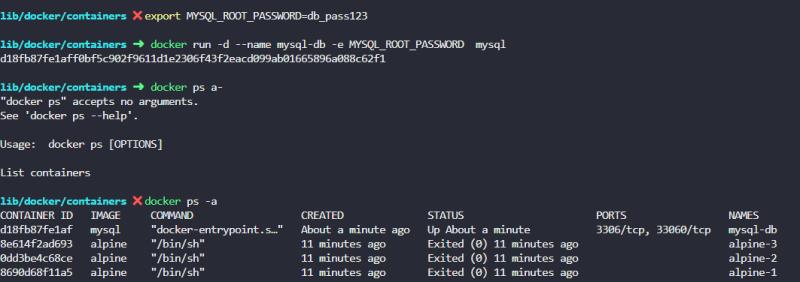 lib/docker/containers ❌export MYSQL_ROOT_PASSWORD=db_pass123
lib/docker/containers ➜ docker run -d --name mysql-db -e MYSQL_ROOT_PASSWORD  mysql
d18fb87fe1aff0bf5c902f9611d1e2306f43f2eacd099ab01665896a088c62f1
lib/docker/containers ➜ docker ps a-
"docker ps" accepts no arguments.
See 'docker ps --help'.
Usage:  docker ps [OPTIONS]
List containers
lib/docker/containers ❌docker ps -a
CONTAINER ID   IMAGE     COMMAND                  CREATED              STATUS                      PORTS                 NAMES
d18fb87fe1af   mysql     "docker-entrypoint.s…"   About a minute ago   Up About a minute           3306/tcp, 33060/tcp   mysql-db
8e614f2ad693   alpine    "/bin/sh"                11 minutes ago       Exited (0) 11 minutes ago                         alpine-3
0dd3be4c68ce   alpine    "/bin/sh"                11 minutes ago       Exited (0) 11 minutes ago                         alpine-2
8690d68f11a5   alpine    "/bin/sh"                11 minutes ago       Exited (0) 11 minutes ago                         alpine-1